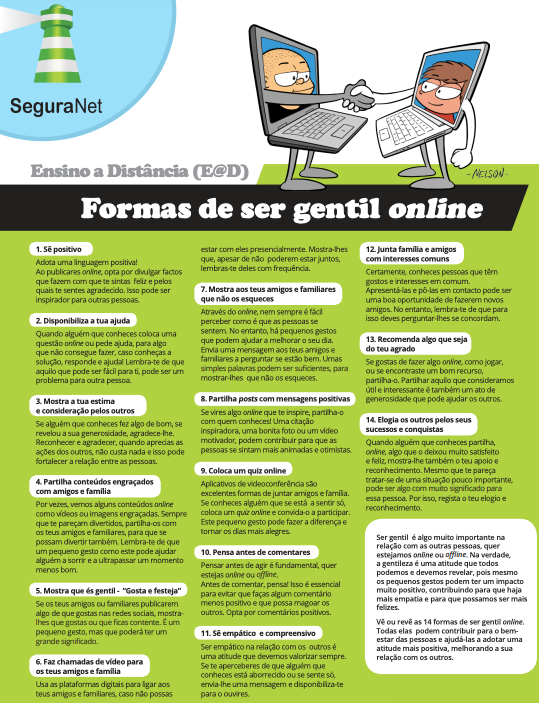 SeguraNet
-NELSON-
Ensino a Distância (E@D)
Formas de ser gentil online
1. Sê positivo
Adota uma linguagem positiva!
Ao publicares online, opta por divulgar factos
que fazem com que te sintas feliz e pelos
quais te sentes agradecido. Isso pode ser
inspirador para outras pessoas.
2. Disponibiliza a tua ajuda
Quando alguém que conheces coloca uma
questão online ou pede ajuda, para algo
que não consegue fazer, caso conheças a
solução, responde e ajuda! Lembra-te de que
aquilo que pode ser fácil para ti, pode ser um
problema para outra pessoa.
3. Mostra a tua estima
e consideração pelos outros
Se alguém que conheces fez algo de bom, se
revelou a sua generosidade, agradece-lhe.
Reconhecer e agradecer, quando aprecias as
ações dos outros, não custa nada e isso pode
fortalecer a relação entre as pessoas.
4. Partilha conteúdos engraçados
com amigos e família
Por vezes, vemos alguns conteúdos online
como vídeos ou imagens engraçadas. Sempre
que te pareçam divertidos, partilha-os com
os teus amigos e familiares, para que se
possam divertir também. Lembra-te de que
um pequeno gesto como este pode ajudar
alguém a sorrir e a ultrapassar um momento
menos bom.
5. Mostra que és gentil - “Gosta e festeja”
Se os teus amigos ou familiares publicarem
algo de que gostas nas redes sociais, mostra-
lhes que gostas ou que ficas contente. É um
pequeno gesto, mas que poderá ter um
grande significado.
6. Faz chamadas de vídeo para
os teus amigos e família
Usa as plataformas digitais para ligar aos
teus amigos e familiares, caso não possas
estar com eles presencialmente. Mostra-lhes
que, apesar de não poderem estar juntos,
lembras-te deles com frequência.
7. Mostra aos teus amigos e familiares
que não os esqueces
Através do online, nem sempre é fácil
perceber como é que as pessoas se
sentem. No entanto, há pequenos gestos
que podem ajudar a melhorar o seu dia.
Envia uma mensagem aos teus amigos e
familiares a perguntar se estão bem. Umas
simples palavras podem ser suficientes, para
mostrar-lhes que não os esqueces.
8. Partilha posts com mensagens positivas
Se vires algo online que te inspire, partilha-o
com quem conheces! Uma citação
inspiradora, uma bonita foto ou um vídeo
motivador, podem contribuir para que as
pessoas se sintam mais animadas e otimistas.
9. Coloca um quiz online
Aplicativos de videoconferência são
excelentes formas de juntar amigos e família.
Se conheces alguém que se está a sentir só,
coloca um quiz online e convida-o a participar.
Este pequeno gesto pode fazer a diferença e
tornar os dias mais alegres.
10. Pensa antes de comentares
Pensar antes de agir é fundamental, quer
estejas online ou offline.
Antes de comentar, pensa! Isso é essencial
para evitar que faças algum comentário
menos positivo e que possa magoar os
outros. Opta por comentários positivos.
11. Sê empático e compreensivo
Ser empático na relação com os outros é
uma atitude que devemos valorizar sempre.
Se te aperceberes de que alguém que
conheces está aborrecido ou se sente só,
envia-lhe uma mensagem e disponibiliza-te
para o ouvires.
12. Junta família e amigos
com interesses comuns
Certamente, conheces pessoas que têm
gostos e interesses em comum.
Apresentá-las e pô-las em contacto pode ser
uma boa oportunidade de fazerem novos
amigos. No entanto, lembra-te de que para
isso deves perguntar-lhes se concordam.
13. Recomenda algo que seja
do teu agrado
Se gostas de fazer algo online, como jogar,
ou se encontraste um bom recurso,
partilha-o. Partilhar aquilo que consideramos
útil e interessante é também um ato de
generosidade que pode ajudar os outros.
14. Elogia os outros pelos seus
sucessos e conquistas
Quando alguém que conheces partilha,
online, algo que o deixou muito satisfeito
e feliz, mostra-lhe também o teu apoio e
reconhecimento. Mesmo que te pareça
tratar-se de uma situação pouco importante,
pode ser algo com muito significado para
essa pessoa. Por isso, regista o teu elogio e
reconhecimento.
Ser gentil é algo muito importante na
relação com as outras pessoas, quer
estejamos online ou offline. Na verdade,
a gentileza é uma atitude que todos
podemos e devemos revelar, pois mesmo
os pequenos gestos podem ter um impacto
muito positivo, contribuindo para que haja
mais empatia e para que possamos ser mais
felizes.
Vê ou revê as 14 formas de ser gentil online.
Todas elas podem contribuir para o bem-
estar das pessoas e ajudá-las a adotar uma
atitude mais positiva, melhorando a sua
relação com os outros.